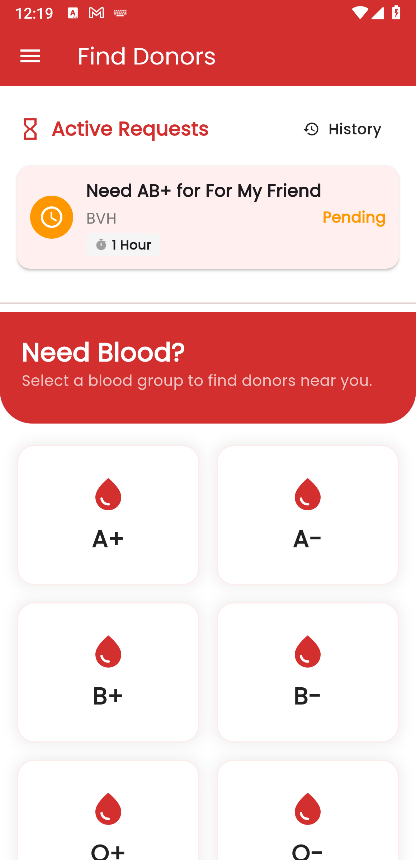 12:19
Find Donors
Active Requests
History
Need AB+ for For My Friend
BVH
Pending
1 Hour
Need Blood?
Select a blood group to find donors near you.
A+
A-
B+
B-
O+
O-